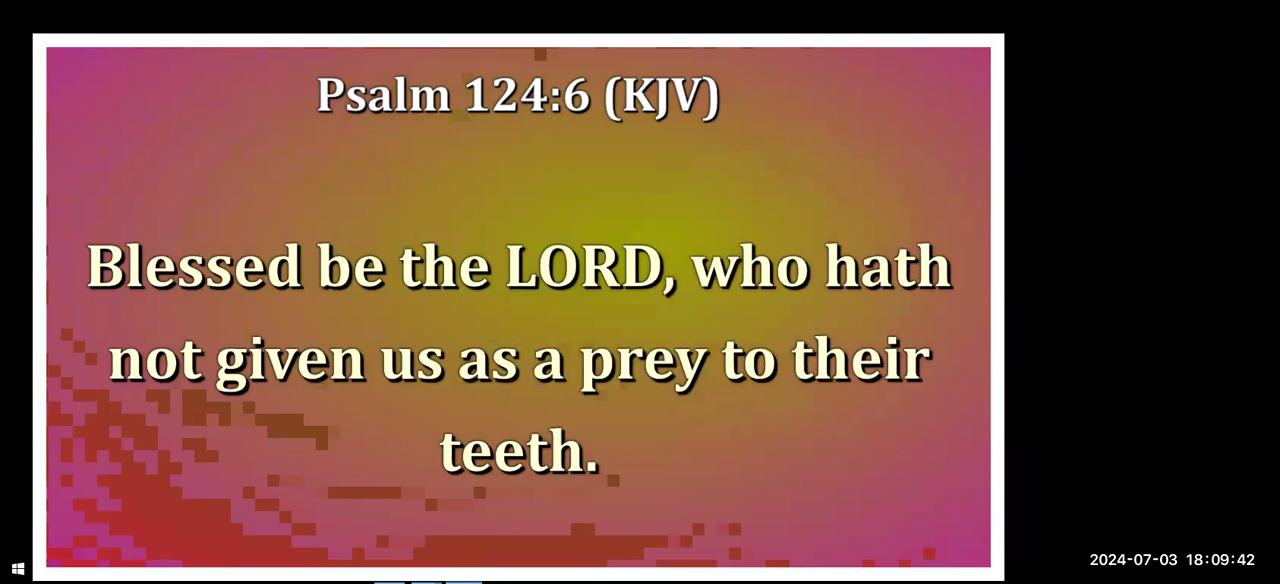 Psalm 124:6 (KJV)
Blessed be the LORD, who hath
not given us as a prey to their
teeth.
2024-07-03 18:09:42